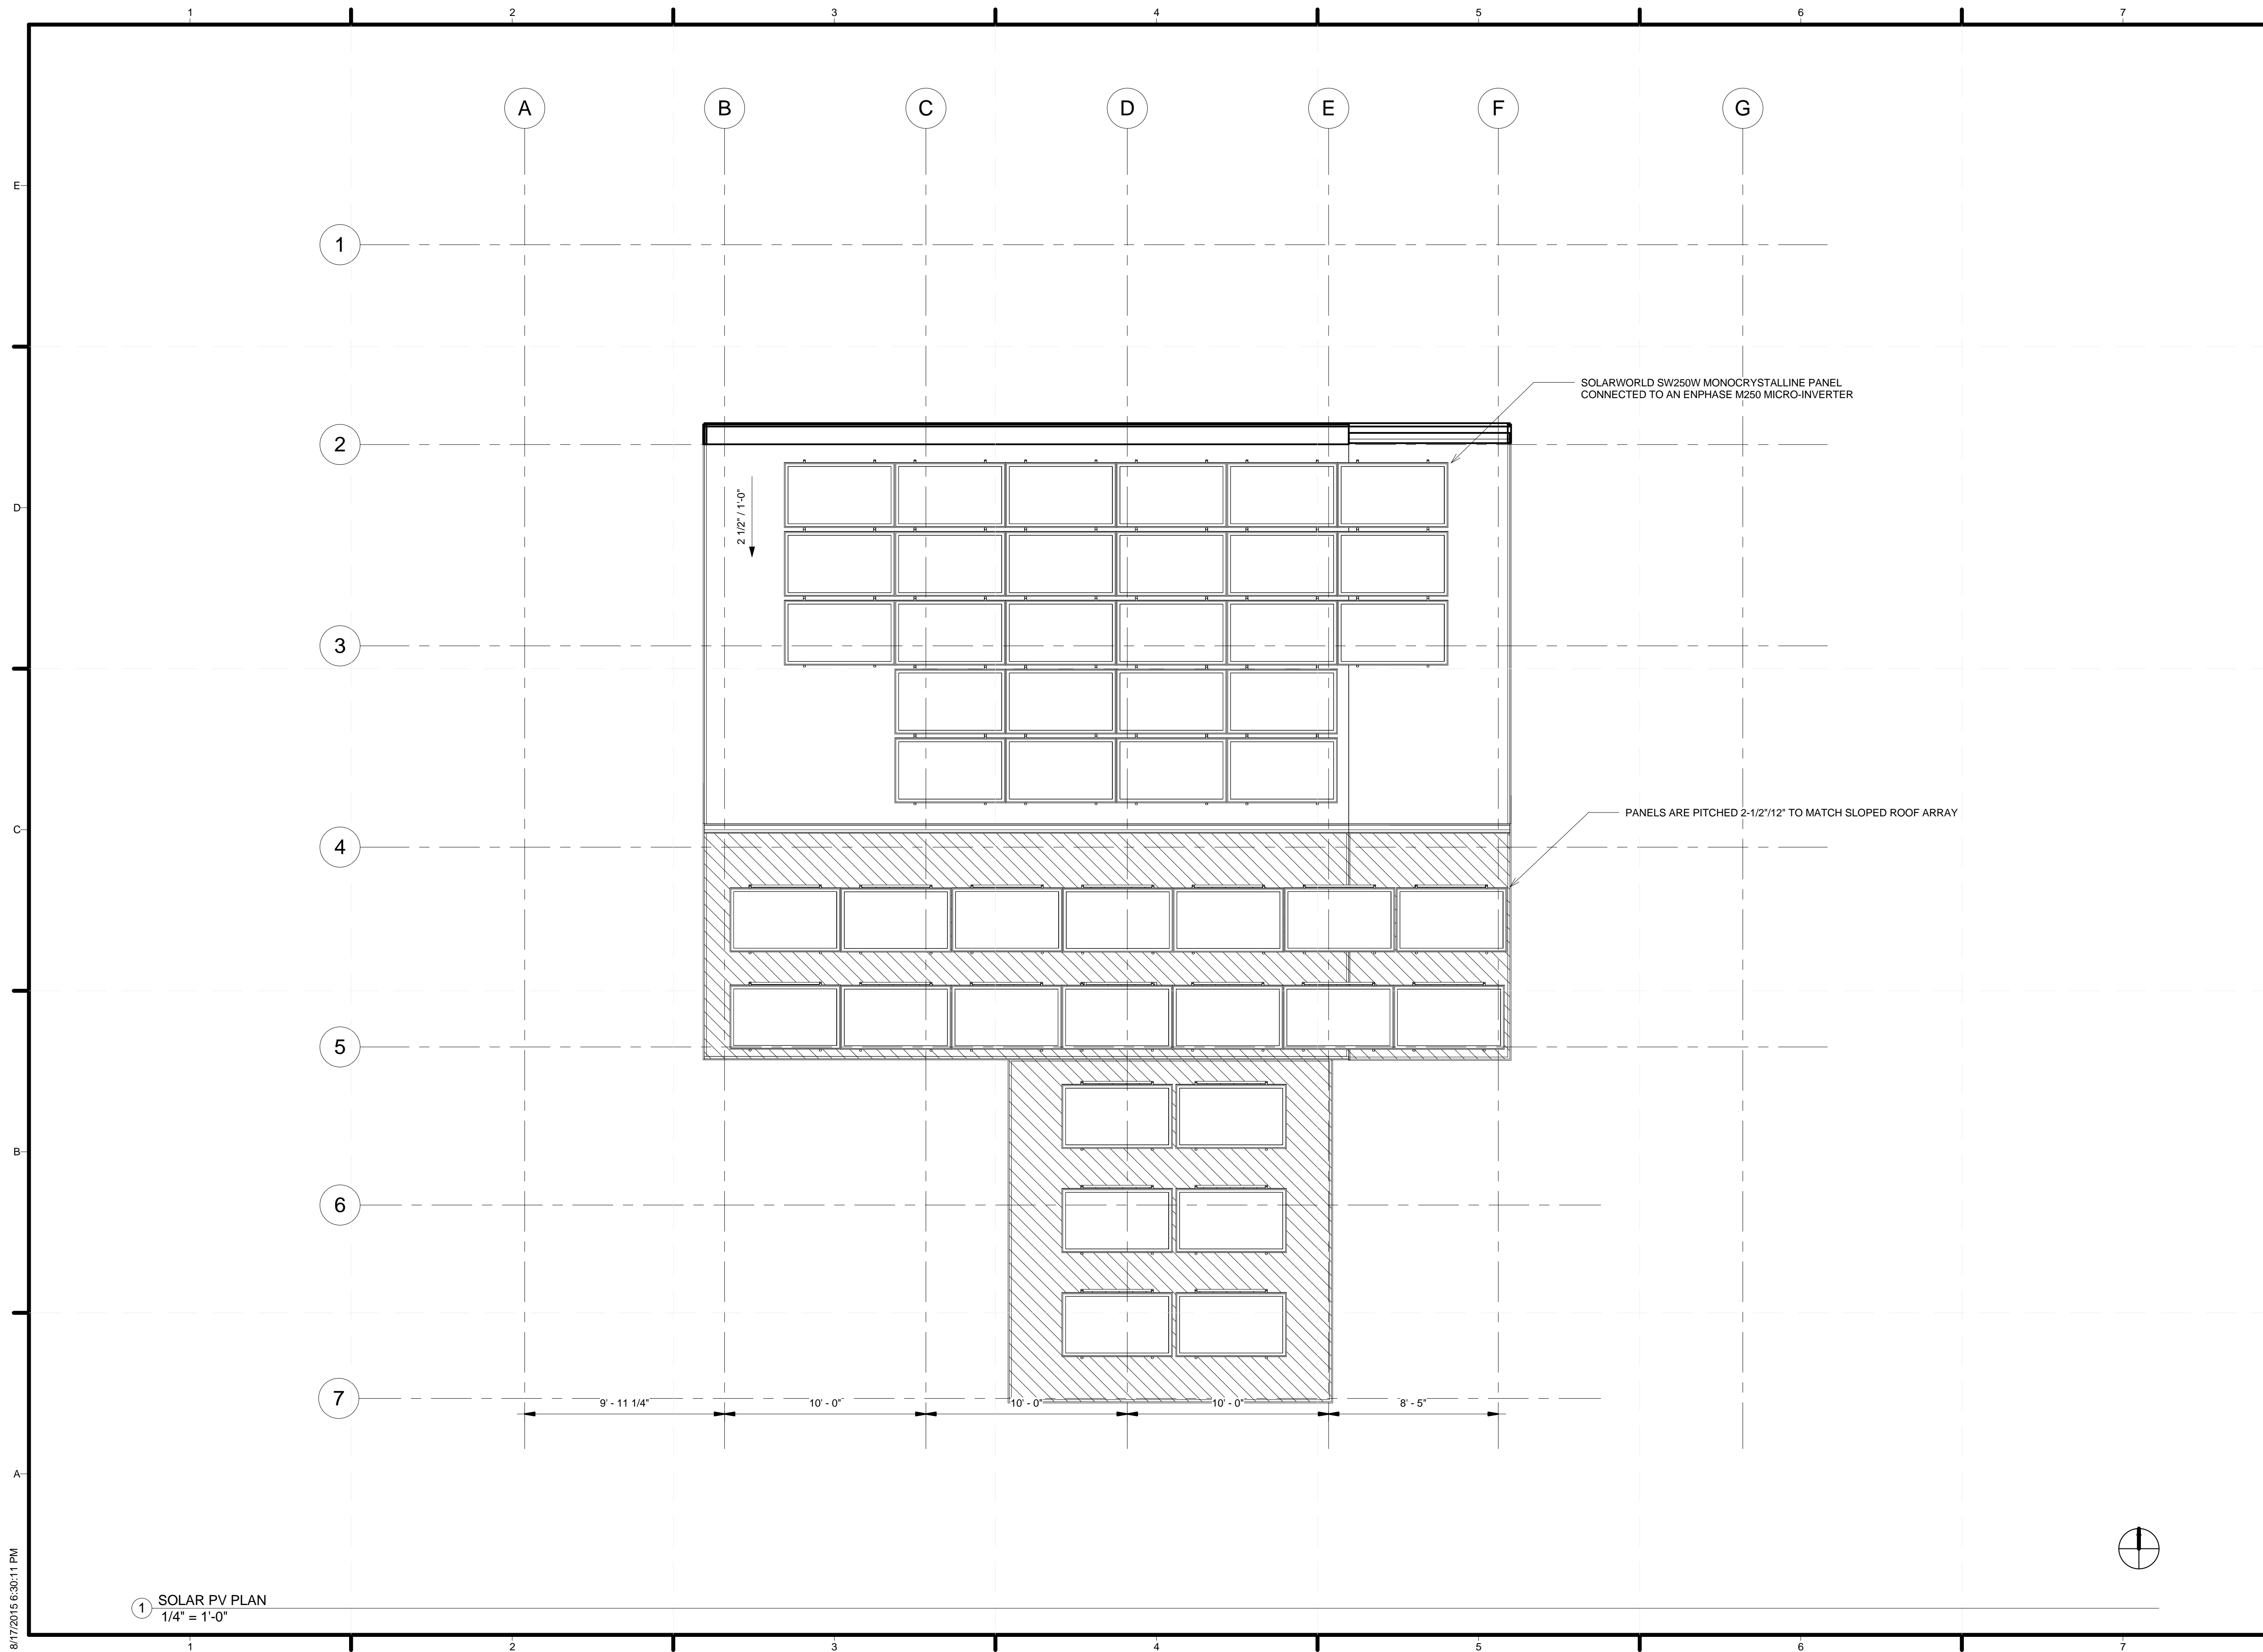 1 2 3 4 5 6 7
A B C D E F G
E
1
SOLARWORLD SW250W MONOCRYSTALLINE PANEL
CONNECTED TO AN ENPHASE M250 MICRO-INVERTER
2
D
2 1/2" / 1'-0"
3
PANELS ARE PITCHED 2-1/2"/12" TO MATCH SLOPED ROOF ARRAY
C
4
5
B
6
7
9' - 11 1/4" 10' - 0" 10' - 0" 10' - 0" 8' - 5"
A
8/17/2015 6:30:11 PM
1 SOLAR PV PLAN
1/4" = 1'-0"
1 2 3 4 5 6 7